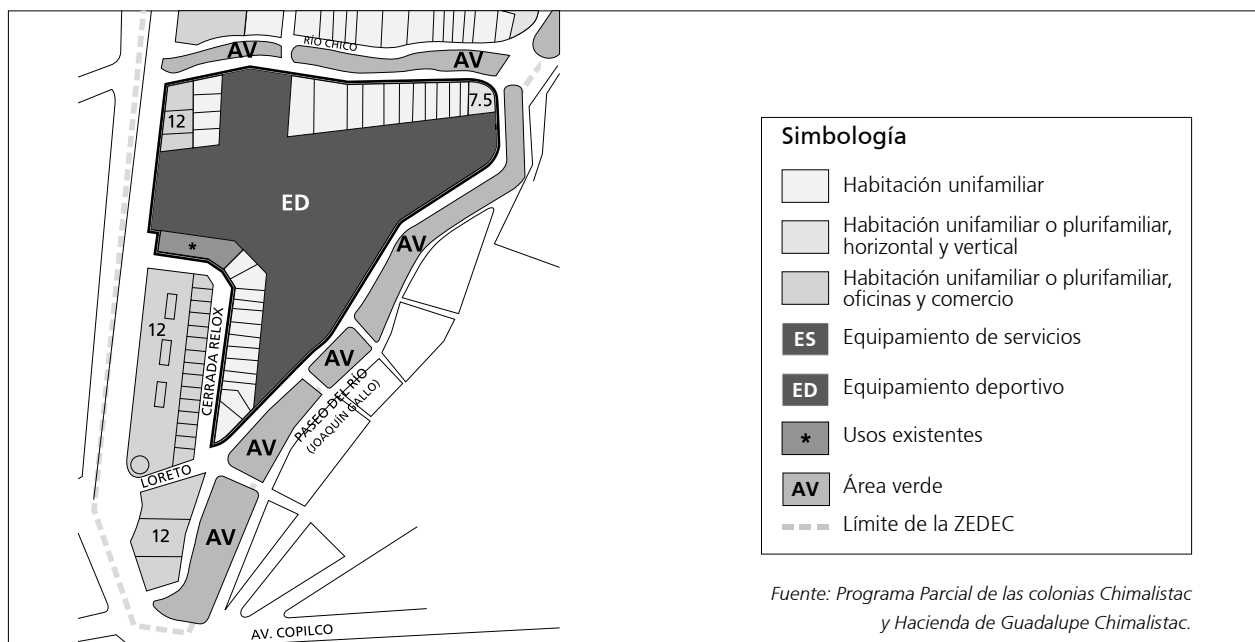 RÍO CHICO
AV
AV
7.5
12
ED
*
AV
12
CERRADA RELOX
AV
PASEO DEL RÍO
(JOAQUÍN GALLO)
AV
LORETO
12
AV
AV. COPILCO
Simbología
Habitación unifamiliar
Habitación unifamiliar o plurifamiliar,
horizontal y vertical
Habitación unifamiliar o plurifamiliar,
oficinas y comercio
ES Equipamiento de servicios
ED Equipamiento deportivo
* Usos existentes
AV Área verde
Límite de la ZEDEC
Fuente: Programa Parcial de las colonias Chimalistac
y Hacienda de Guadalupe Chimalistac.